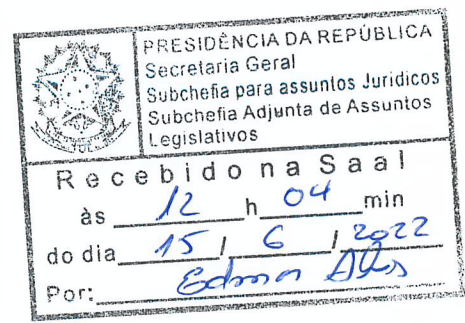 PRESIDÊNCIA DA REPÚBLICA
Secretaria Geral
Subchefia para assuntos Juridicos
Subchefia Adjunta de Assuntos
Legislativos
Recebido na Saal
às 12 h 04 min
do dia 15 / 6 / 2022
Por: